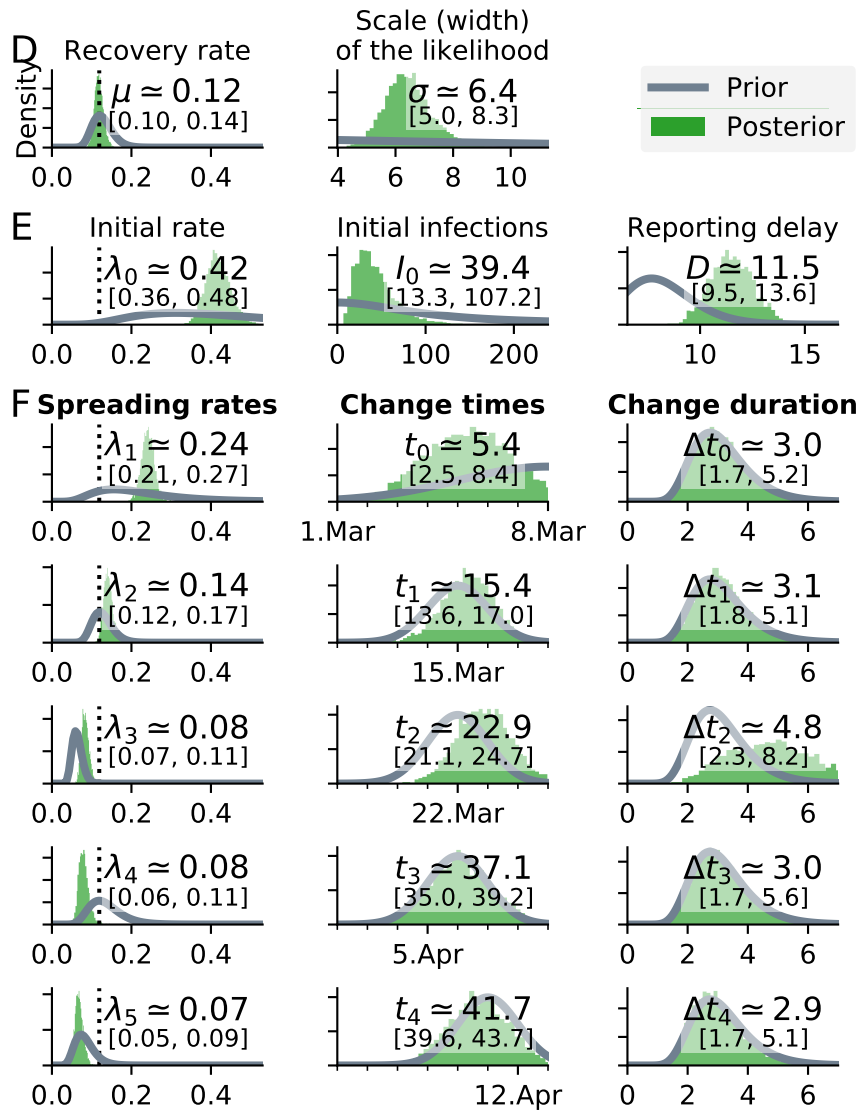 D
Recovery rate
Scale (width)
of the likelihood
Density
μ ≃ 0.12
[0.10, 0.14]
0.0 0.2 0.4
σ ≃ 6.4
[5.0, 8.3]
4 6 8 10
Prior
Posterior
E
Initial rate
λ₀ ≃ 0.42
[0.36, 0.48]
0.0 0.2 0.4
Initial infections
I₀ ≃ 39.4
[13.3, 107.2]
0 100 200
Reporting delay
D ≃ 11.5
[9.5, 13.6]
10 15
F
Spreading rates
Change times
Change duration
λ₁ ≃ 0.24
[0.21, 0.27]
0.0 0.2 0.4
t₀ ≃ 5.4
[2.5, 8.4]
1.Mar 8.Mar
Δt₀ ≃ 3.0
[1.7, 5.2]
0 2 4 6
λ₂ ≃ 0.14
[0.12, 0.17]
0.0 0.2 0.4
t₁ ≃ 15.4
[13.6, 17.0]
15.Mar
Δt₁ ≃ 3.1
[1.8, 5.1]
0 2 4 6
λ₃ ≃ 0.08
[0.07, 0.11]
0.0 0.2 0.4
t₂ ≃ 22.9
[21.1, 24.7]
22.Mar
Δt₂ ≃ 4.8
[2.3, 8.2]
0 2 4 6
λ₄ ≃ 0.08
[0.06, 0.11]
0.0 0.2 0.4
t₃ ≃ 37.1
[35.0, 39.2]
5.Apr
Δt₃ ≃ 3.0
[1.7, 5.6]
0 2 4 6
λ₅ ≃ 0.07
[0.05, 0.09]
0.0 0.2 0.4
t₄ ≃ 41.7
[39.6, 43.7]
12.Apr
Δt₄ ≃ 2.9
[1.7, 5.1]
0 2 4 6